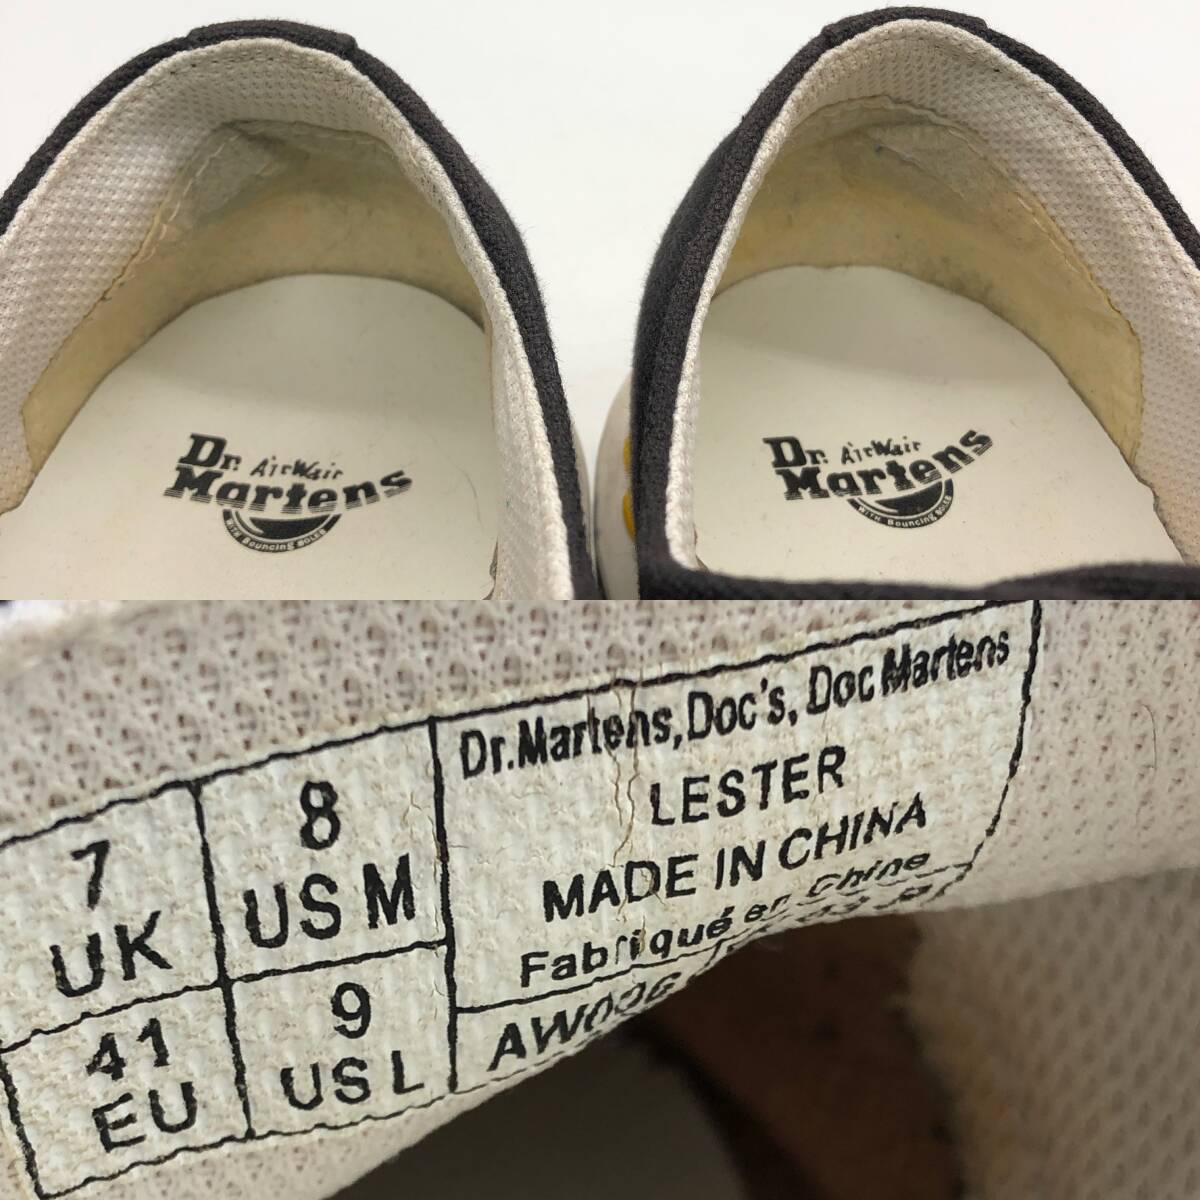 Dr. AirWair
Martens
WITH Bouncing SOLES
Dr. AirWair
Martens
WITH Bouncing SOLES
7
UK
8
US M
41
EU
9
US L
Dr.Martens, Doc's, Doc Martens
LESTER
MADE IN CHINA
Fabriqué en Chine